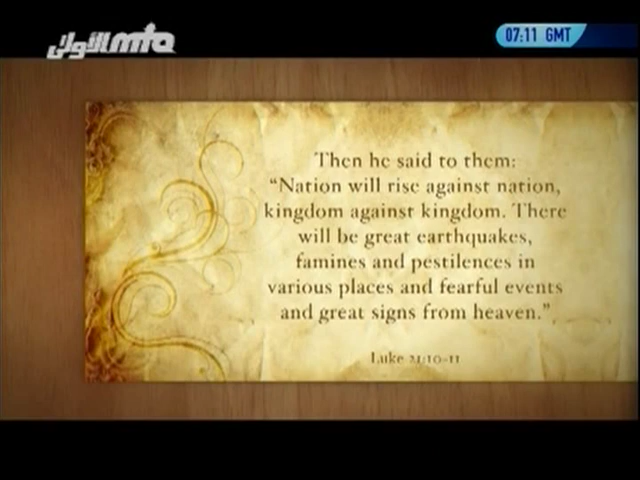 الأولى mta
07:11 GMT
Then he said to them:
“Nation will rise against nation,
kingdom against kingdom. There
will be great earthquakes,
famines and pestilences in
various places and fearful events
and great signs from heaven.”
Luke 21:10-11